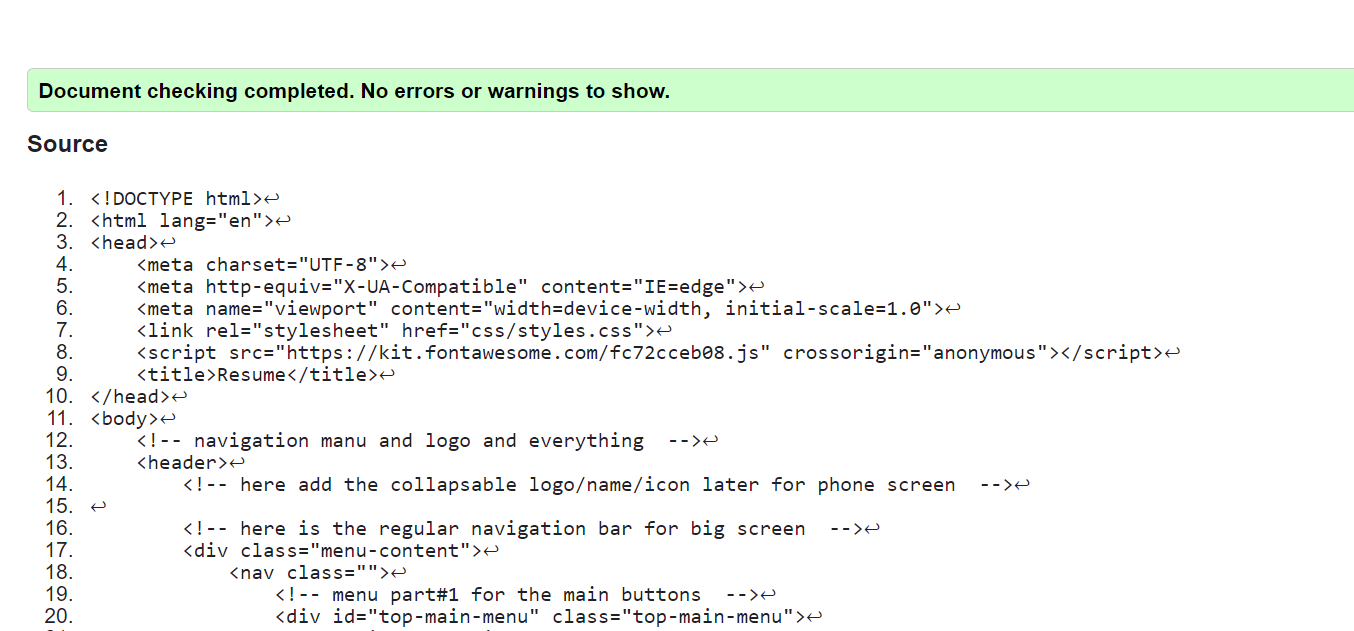 Document checking completed. No errors or warnings to show.
Source
1. <!DOCTYPE html>↩
2. <html lang="en">↩
3. <head>↩
4. <meta charset="UTF-8">↩
5. <meta http-equiv="X-UA-Compatible" content="IE=edge">↩
6. <meta name="viewport" content="width=device-width, initial-scale=1.0">↩
7. <link rel="stylesheet" href="css/styles.css">↩
8. <script src="https://kit.fontawesome.com/fc72cceb08.js" crossorigin="anonymous"></script>↩
9. <title>Resume</title>↩
10. </head>↩
11. <body>↩
12. <!-- navigation manu and logo and everything  -->↩
13. <header>↩
14. <!-- here add the collapsable logo/name/icon later for phone screen  -->↩
15. ↩
16. <!-- here is the regular navigation bar for big screen  -->↩
17. <div class="menu-content">↩
18. <nav class="">↩
19. <!-- menu part#1 for the main buttons  -->↩
20. <div id="top-main-menu" class="top-main-menu">↩